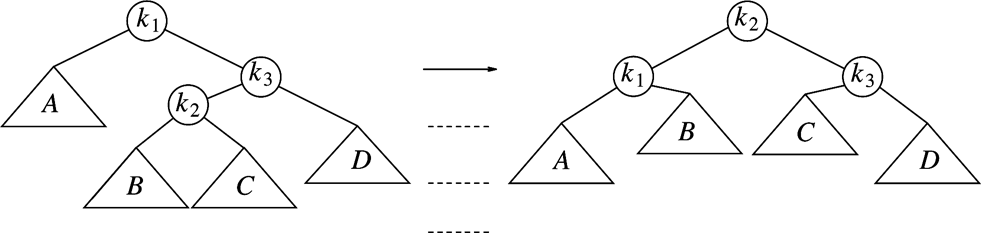 k₁ k₂
k₃ k₁ k₃
A k₂ B C
D A D
B C